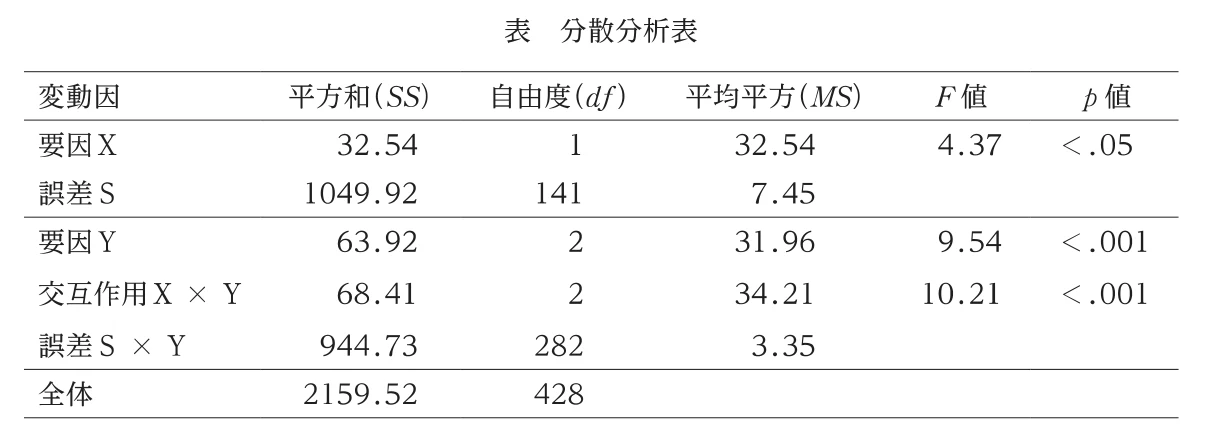 表　分散分析表
変動因 平方和(SS) 自由度(df) 平均平方(MS) F値 p値
要因X 32.54 1 32.54 4.37 <.05
誤差S 1049.92 141 7.45
要因Y 63.92 2 31.96 9.54 <.001
交互作用X × Y 68.41 2 34.21 10.21 <.001
誤差S × Y 944.73 282 3.35
全体 2159.52 428